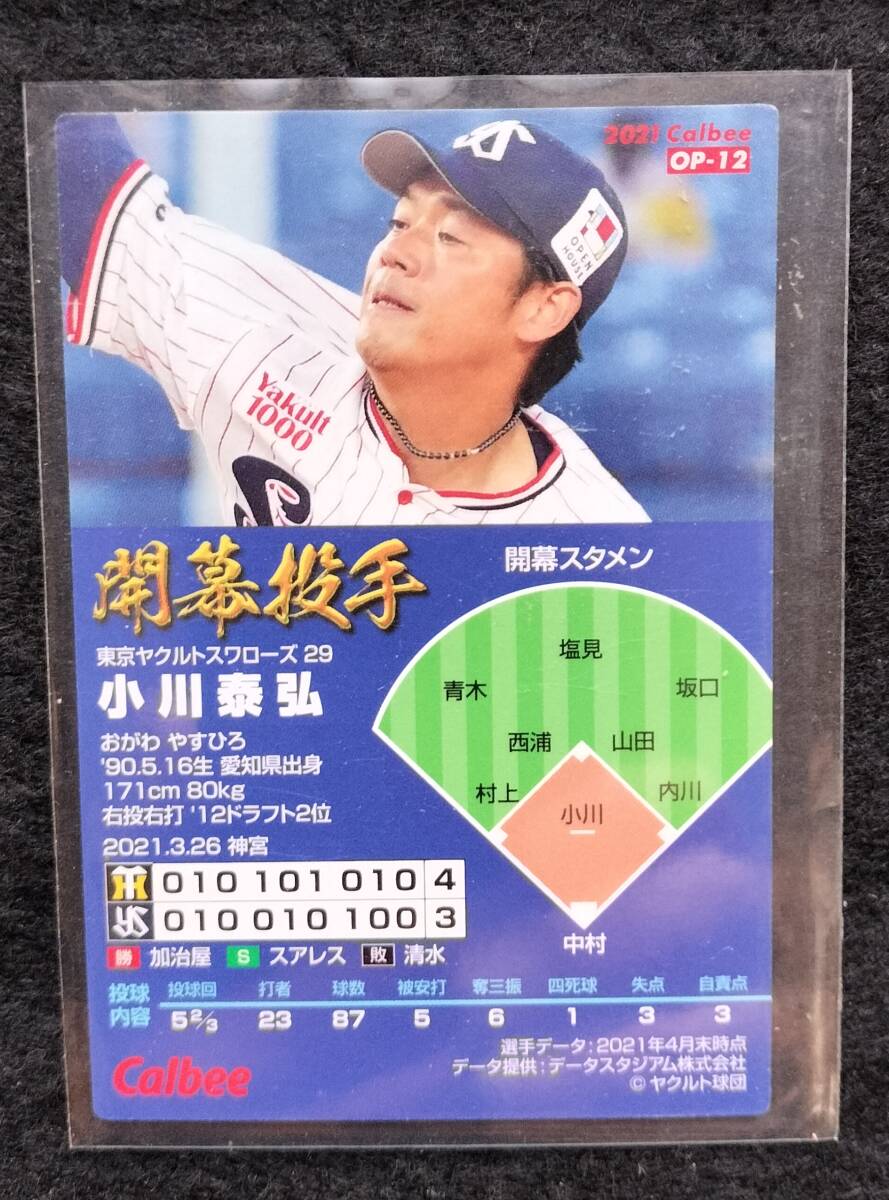 2021 Calbee
OP-12
OPEN HOUSE
Yakult
1000
開幕投手
東京ヤクルトスワローズ 29
小川泰弘
おがわ やすひろ
'90.5.16生 愛知県出身
171cm 80kg
右投右打 '12ドラフト2位
2021.3.26 神宮
開幕スタメン
塩見
青木
坂口
西浦
山田
村上
内川
小川
中村
010 101 010 4
YS 010 010 100 3
勝 加治屋 S スアレス 敗 清水
投球内容
投球回 打者 球数 被安打 奪三振 四死球 失点 自責点
5 2/3 23 87 5 6 1 3 3
選手データ:2021年4月末時点
データ提供:データスタジアム株式会社
© ヤクルト球団
Calbee